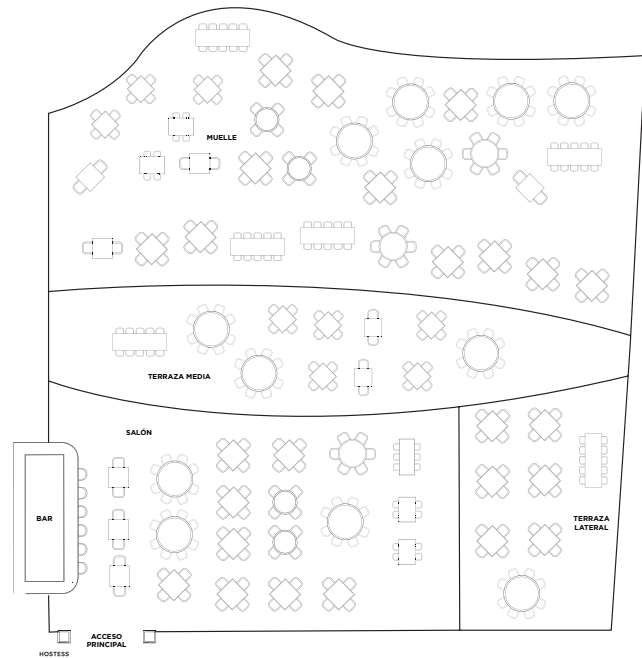 MUELLE
TERRAZA MEDIA
SALÓN
BAR
TERRAZA
LATERAL
ACCESO
PRINCIPAL
HOSTESS